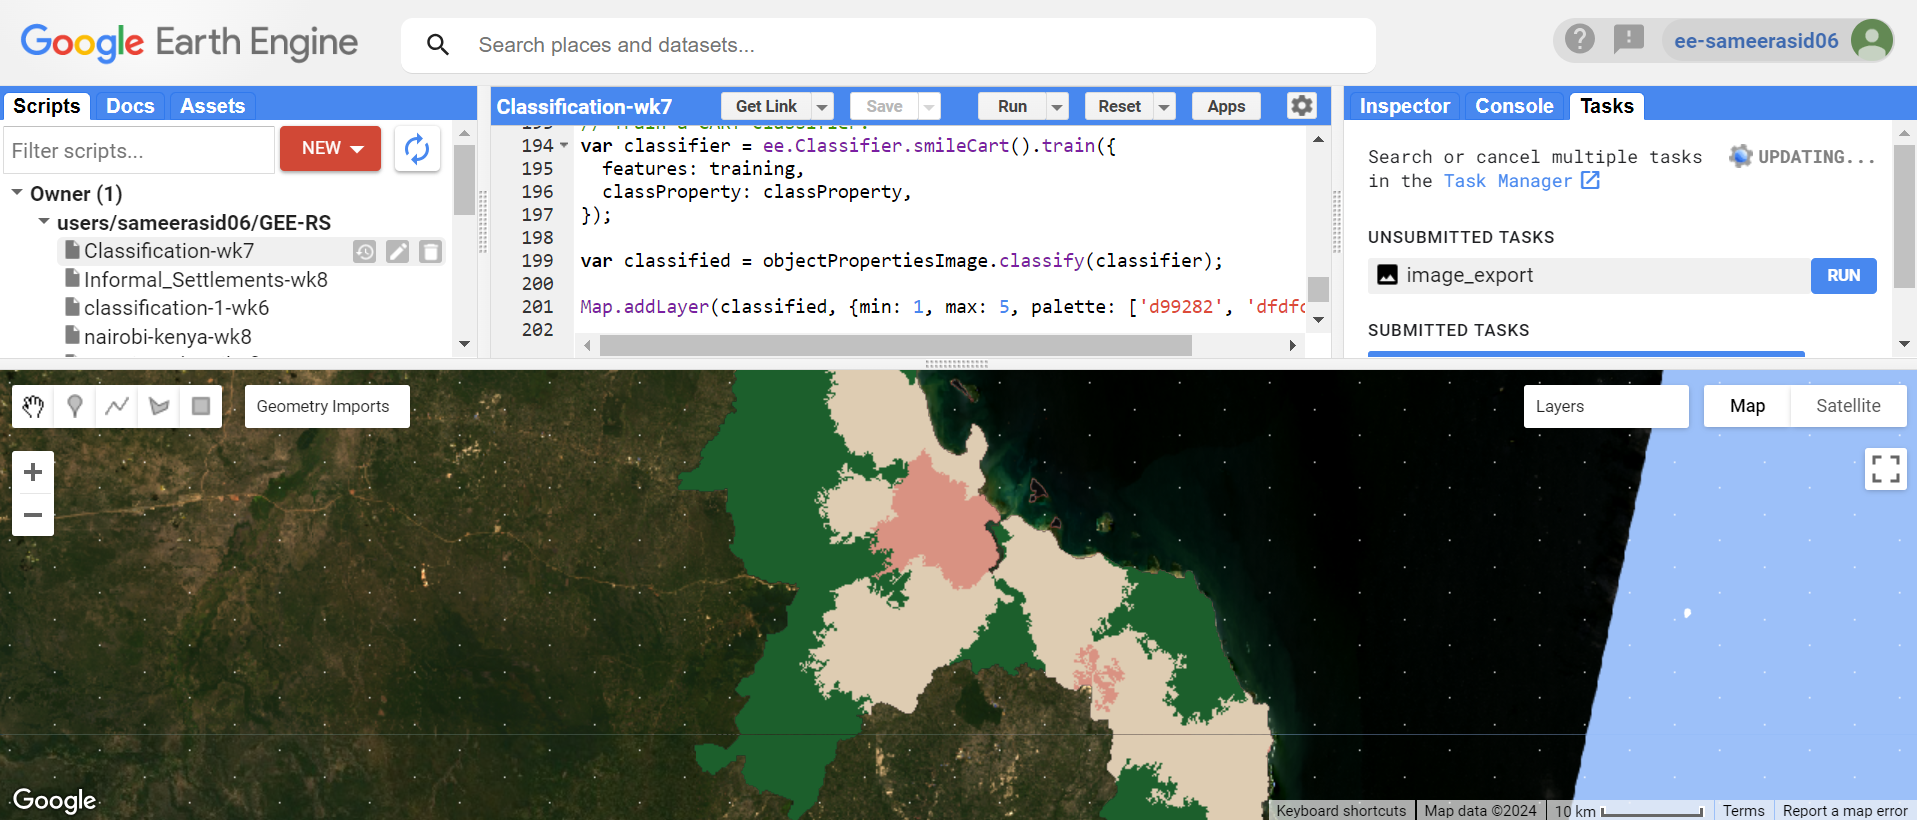 Google Earth Engine
Search places and datasets...
ee-sameerasid06
Scripts Docs Assets
Filter scripts...
NEW
Owner (1)
users/sameerasid06/GEE-RS
Classification-wk7
Informal_Settlements-wk8
classification-1-wk6
nairobi-kenya-wk8
Classification-wk7
Get Link Save Run Reset Apps
194 var classifier = ee.Classifier.smileCart().train({
195 features: training,
196 classProperty: classProperty,
197 });
198
199 var classified = objectPropertiesImage.classify(classifier);
200
201 Map.addLayer(classified, {min: 1, max: 5, palette: ['d99282', 'dfdfc
202
Inspector Console Tasks
Search or cancel multiple tasks
in the Task Manager
UPDATING...
UNSUBMITTED TASKS
image_export RUN
SUBMITTED TASKS
Geometry Imports
Layers
Map Satellite
Google
Keyboard shortcuts Map data ©2024 10 km Terms Report a map error